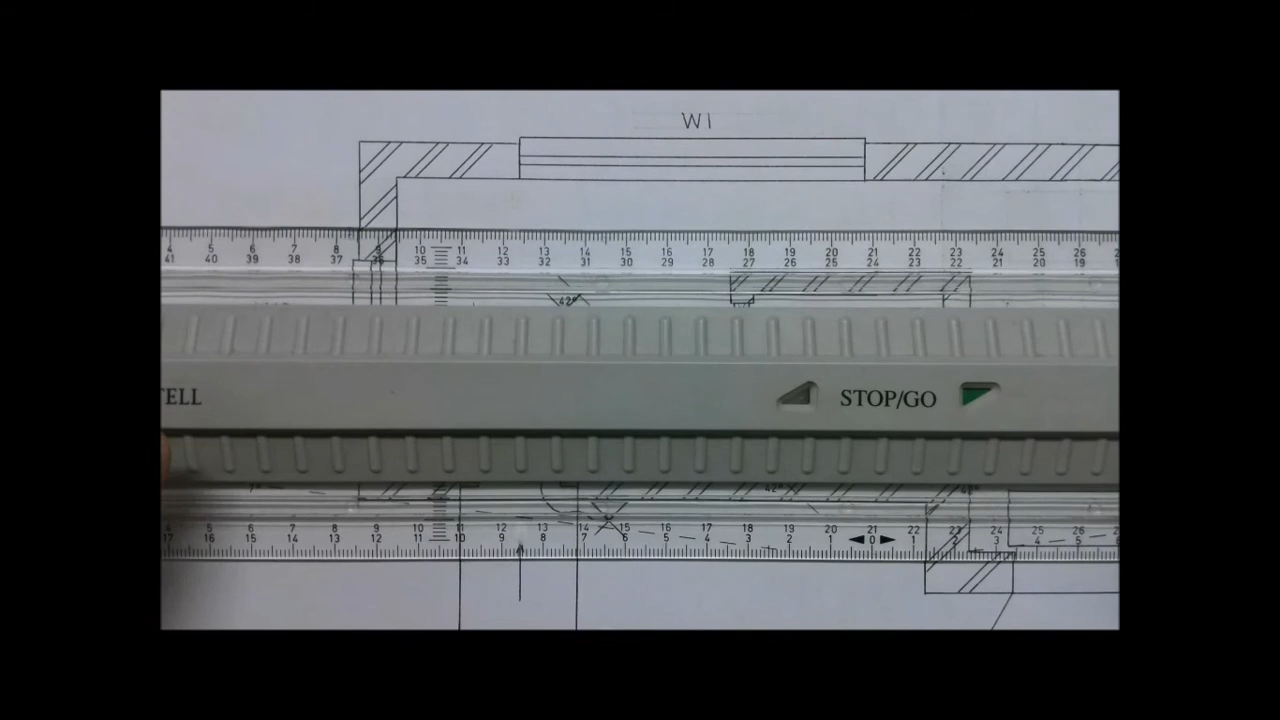 W1
4 5 6 7 8 9 10 11 12 13 14 15 16 17 18 19 20 21 22 23 24 25 26
41 40 39 38 37 36 35 34 33 32 31 30 29 28 27 26 25 24 23 22 21 20 19
42°
TELL STOP/GO
42°
42°
6 7 8 9 10 11 12 13 14 15 16 17 18 19 20 21 22 23 24 25 26
17 16 15 14 13 12 11 10 9 8 7 6 5 4 3 2 1 0 1 2 3 4 5 6